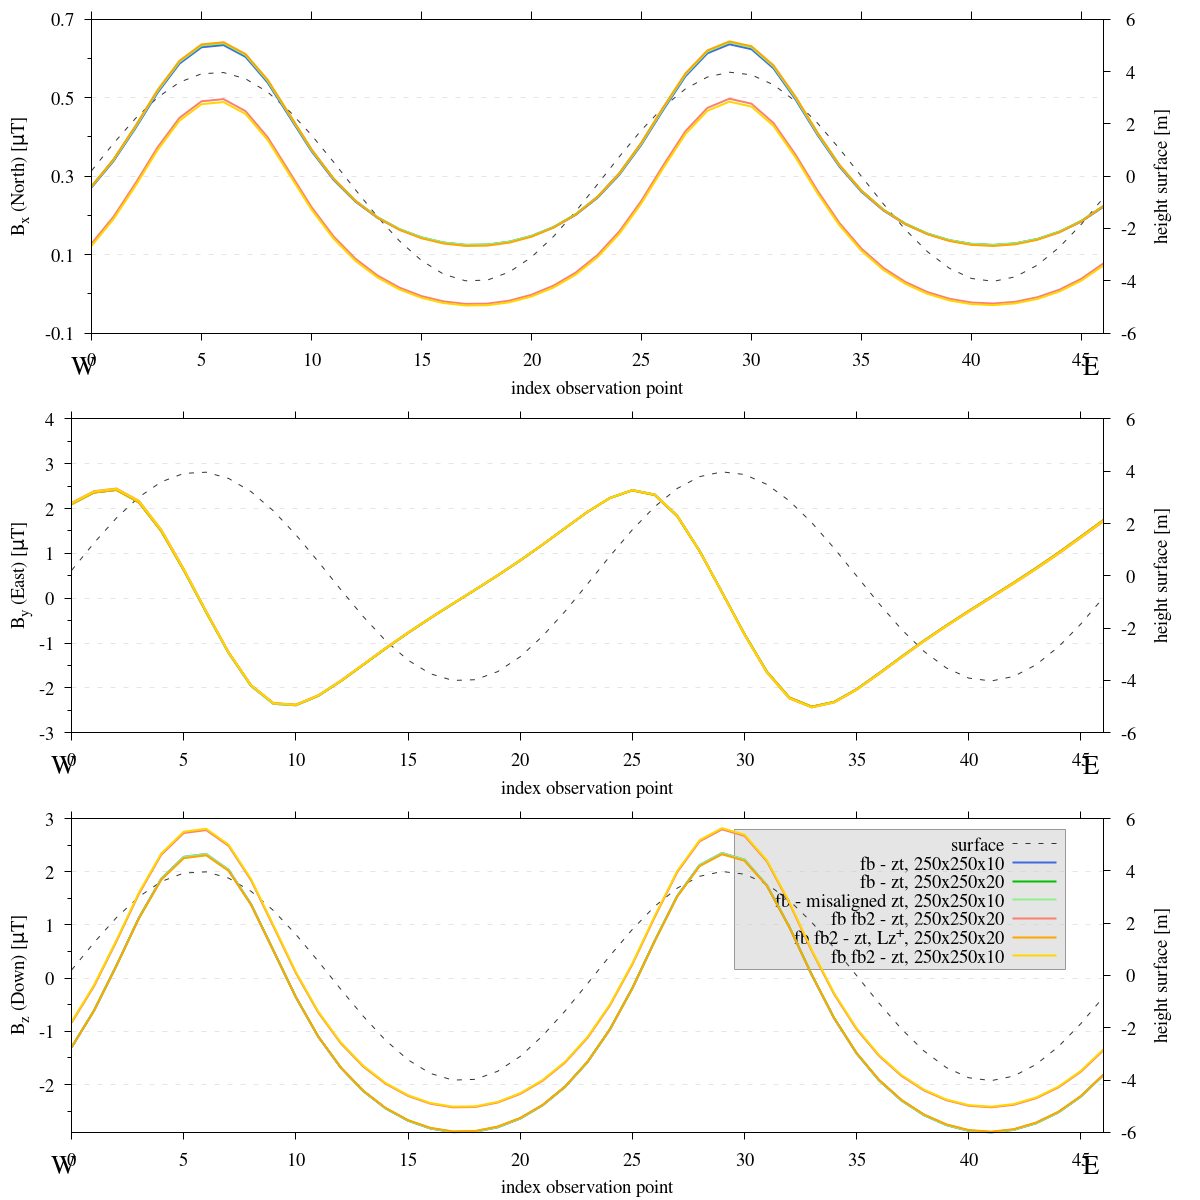 0.7
0.5
0.3
0.1
-0.1
6
4
2
0
-2
-4
-6
Bx (North) [µT]
height surface [m]
0 5 10 15 20 25 30 35 40 45
W E
index observation point
4
3
2
1
0
-1
-2
-3
6
4
2
0
-2
-4
-6
By (East) [µT]
height surface [m]
0 5 10 15 20 25 30 35 40 45
W E
index observation point
3
2
1
0
-1
-2
6
4
2
0
-2
-4
-6
Bz (Down) [µT]
height surface [m]
surface
fb - zt, 250x250x10
fb - zt, 250x250x20
fb - misaligned zt, 250x250x10
fb fb2 - zt, 250x250x20
fb fb2 - zt, Lz+, 250x250x20
fb fb2 - zt, 250x250x10
0 5 10 15 20 25 30 35 40 45
W E
index observation point